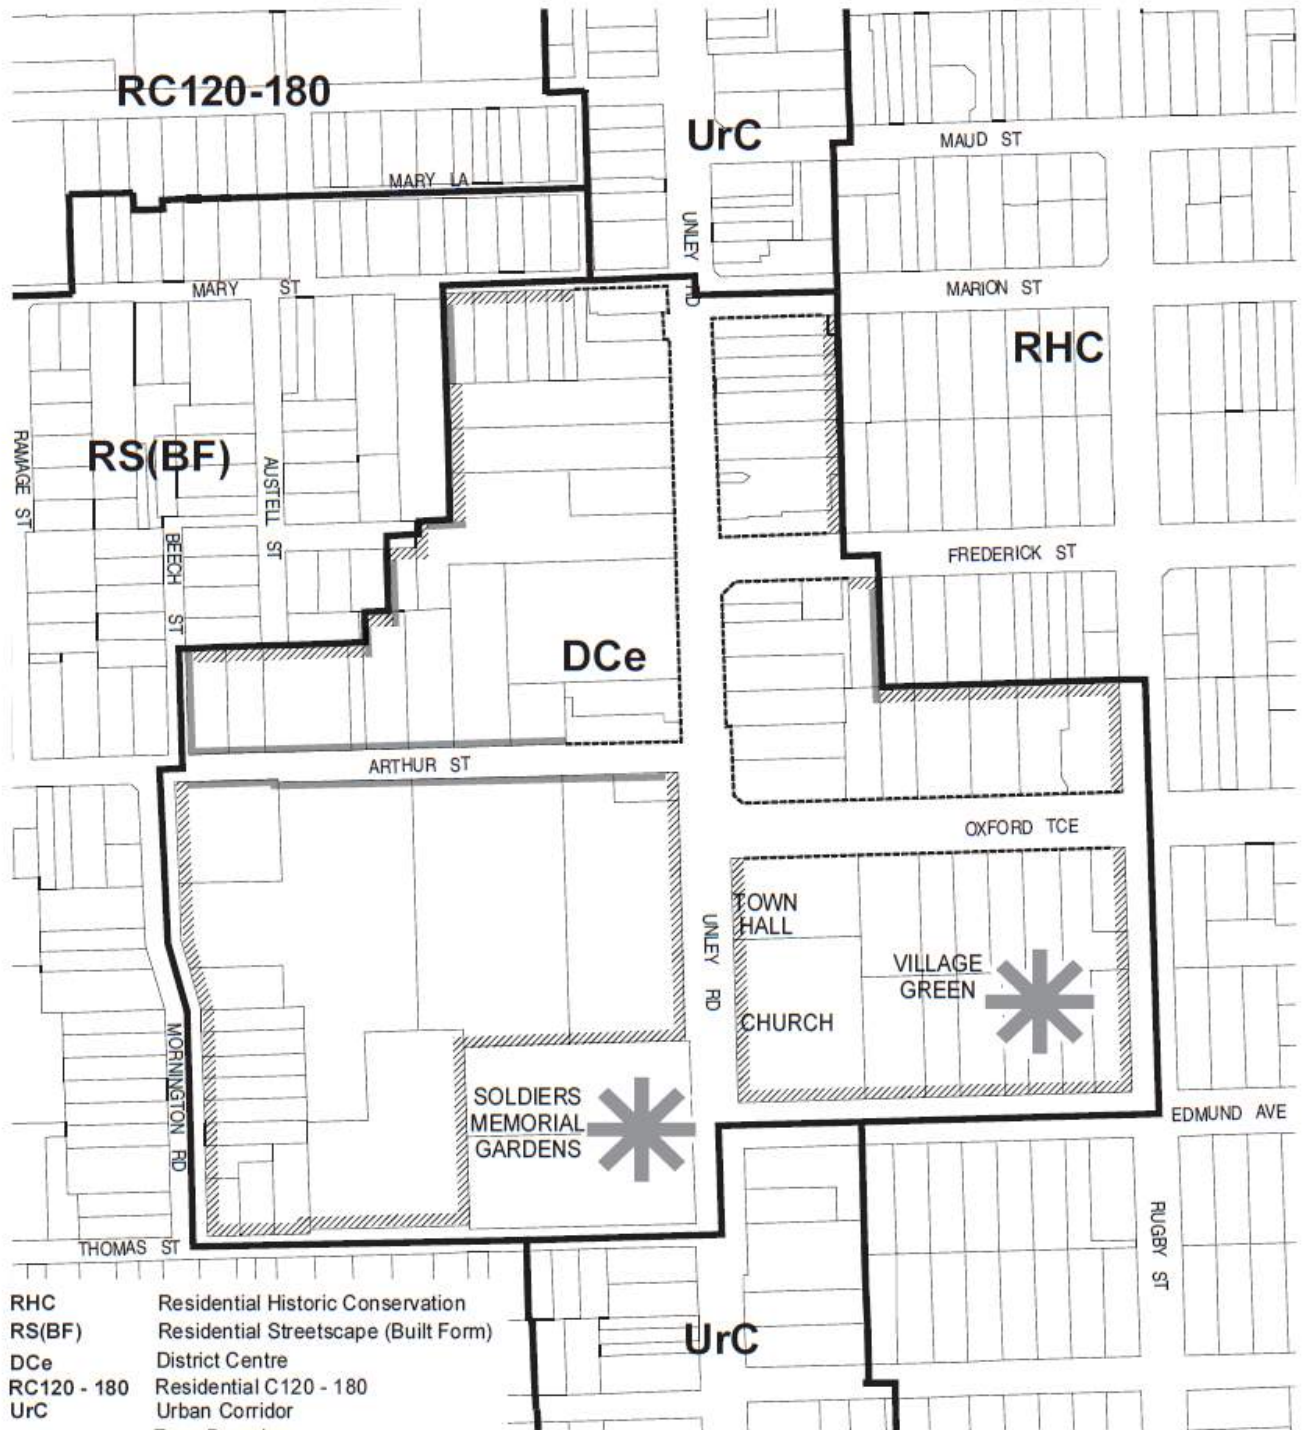 RC120-180
UrC
MAUD ST
MARY LA
UNLEY RD
MARY ST
MARION ST
RHC
RS(BF)
RAMAGE ST
AUSTELL ST
BEECH ST
FREDERICK ST
DCe
ARTHUR ST
OXFORD TCE
TOWN
HALL
UNLEY RD
VILLAGE
GREEN
CHURCH
MORNINGTON RD
SOLDIERS
MEMORIAL
GARDENS
EDMUND AVE
RUGBY ST
THOMAS ST
UrC
RHC Residential Historic Conservation
RS(BF) Residential Streetscape (Built Form)
DCe District Centre
RC120 - 180 Residential C120 - 180
UrC Urban Corridor